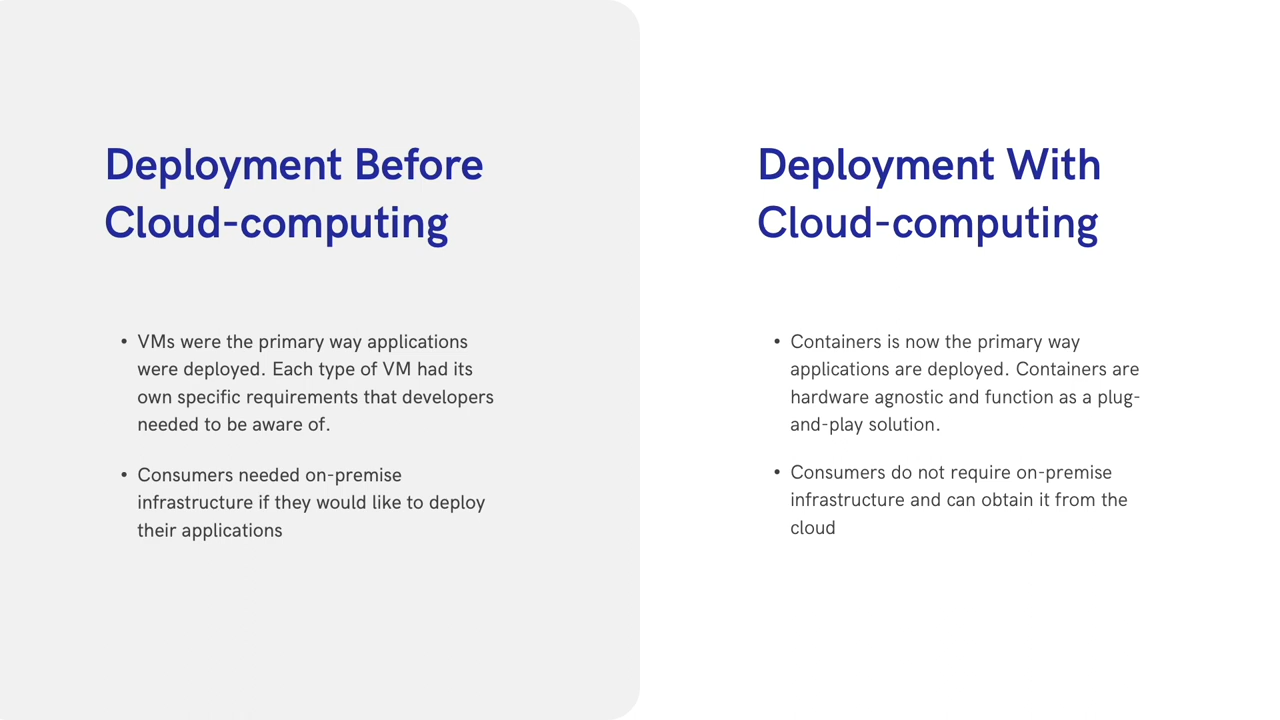 Deployment Before
Cloud-computing
• VMs were the primary way applications
were deployed. Each type of VM had its
own specific requirements that developers
needed to be aware of.
• Consumers needed on-premise
infrastructure if they would like to deploy
their applications
Deployment With
Cloud-computing
• Containers is now the primary way
applications are deployed. Containers are
hardware agnostic and function as a plug-
and-play solution.
• Consumers do not require on-premise
infrastructure and can obtain it from the
cloud